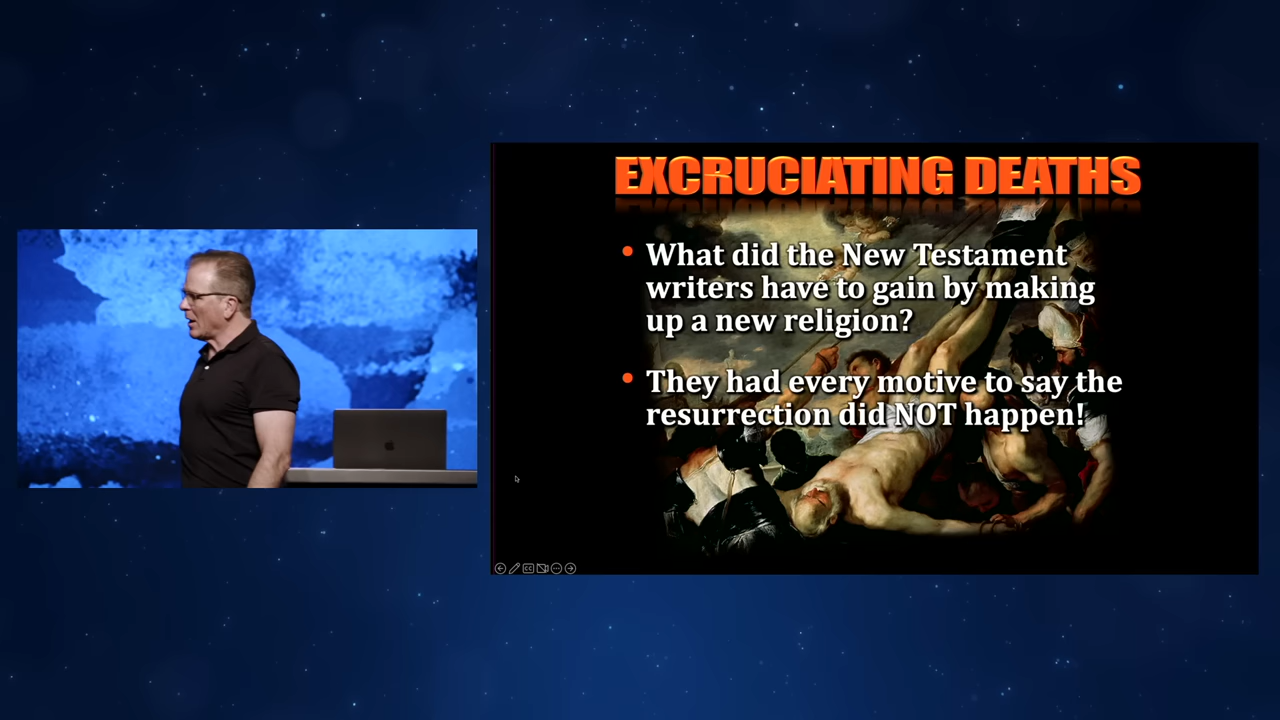 EXCRUCIATING DEATHS
• What did the New Testament
writers have to gain by making
up a new religion?
• They had every motive to say the
resurrection did NOT happen!
CC